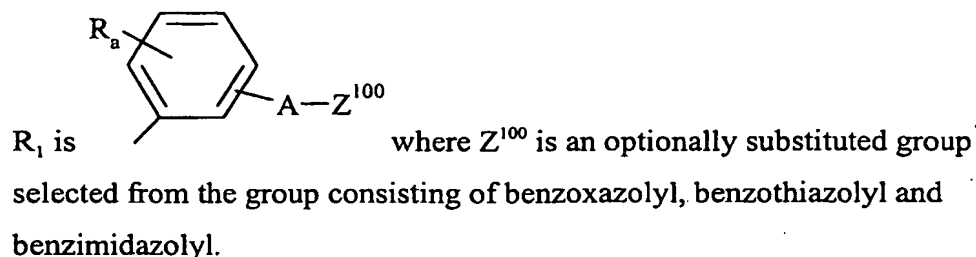 Rₐ
A—Z¹⁰⁰
R₁ is where Z¹⁰⁰ is an optionally substituted group
selected from the group consisting of benzoxazolyl, benzothiazolyl and
benzimidazolyl.